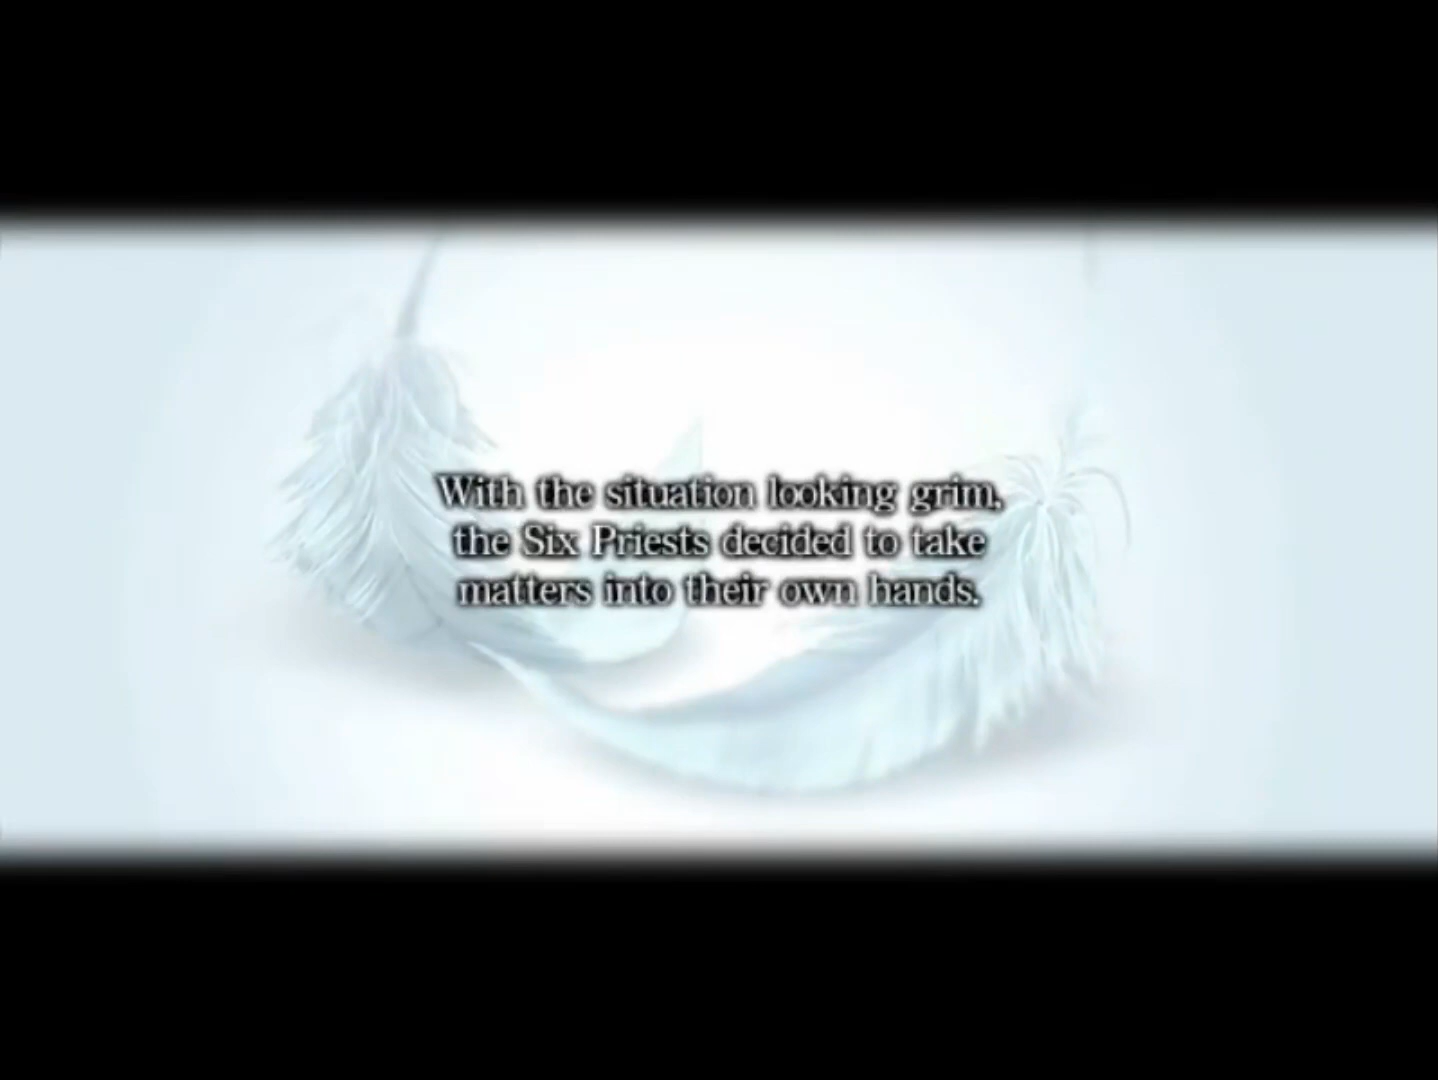 With the situation looking grim,
the Six Priests decided to take
matters into their own hands.